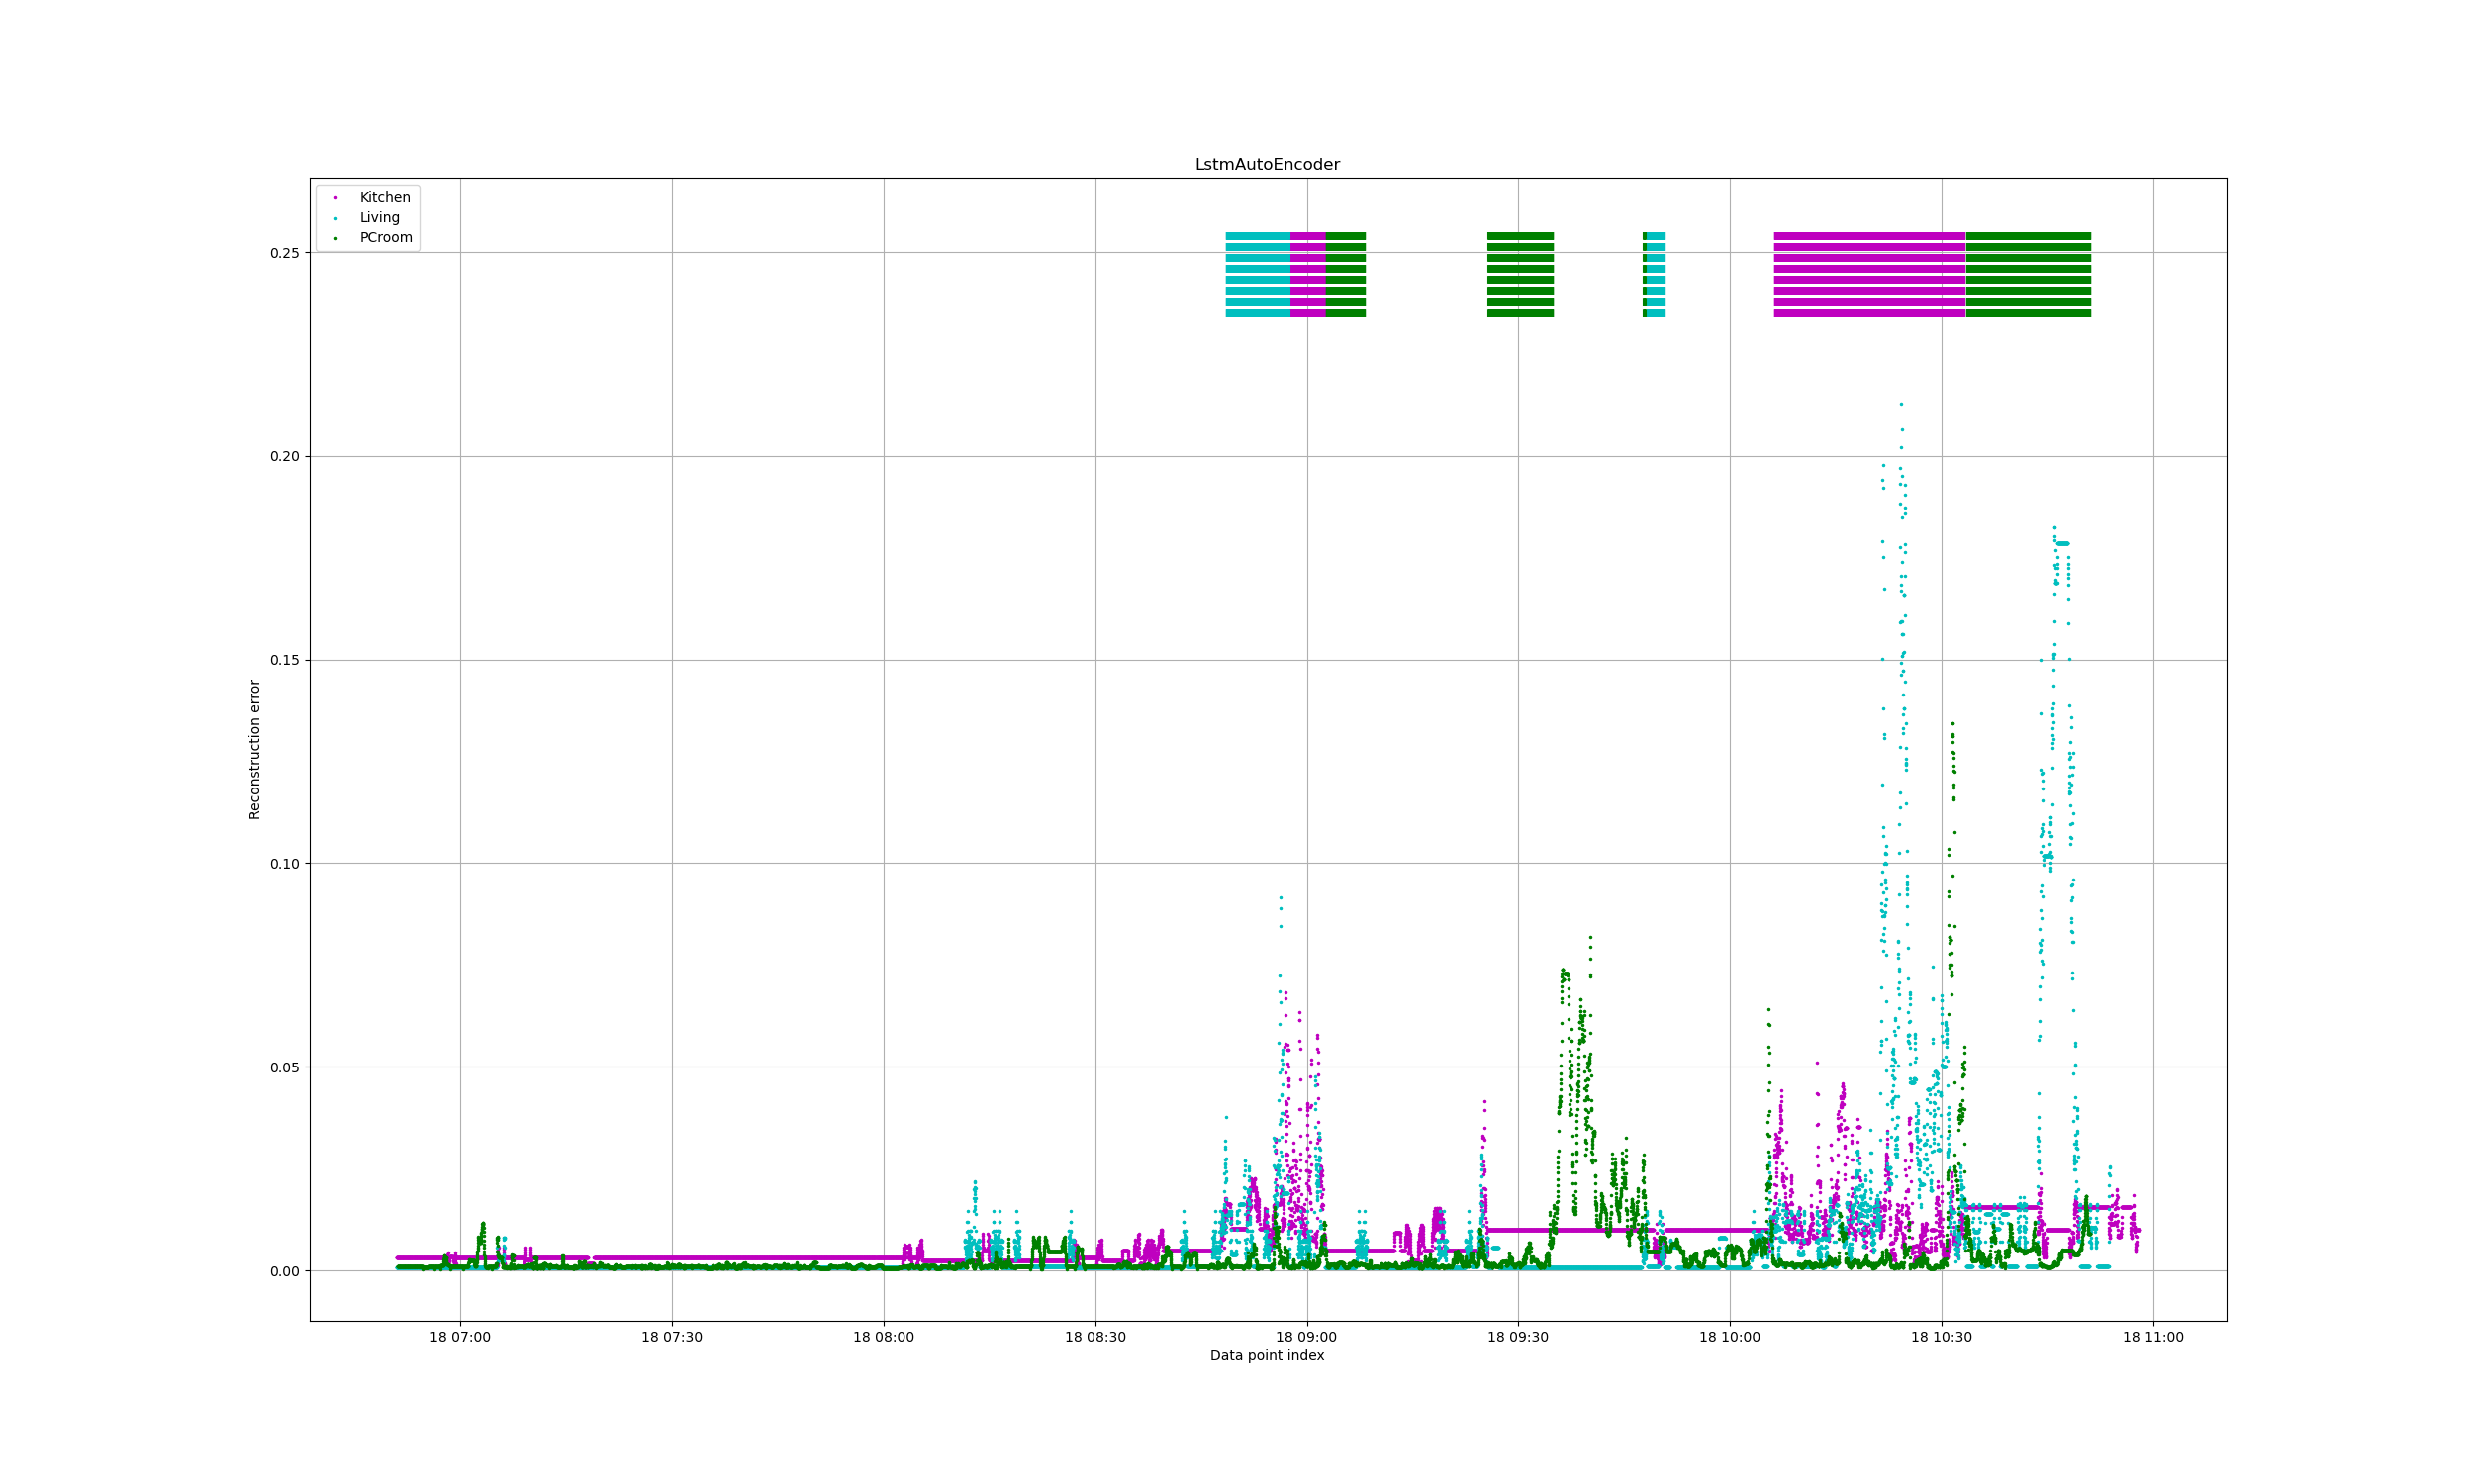 LstmAutoEncoder
Kitchen
Living
PCroom
Reconstruction error
0.25
0.20
0.15
0.10
0.05
0.00
18 07:00 18 07:30 18 08:00 18 08:30 18 09:00 18 09:30 18 10:00 18 10:30 18 11:00
Data point index